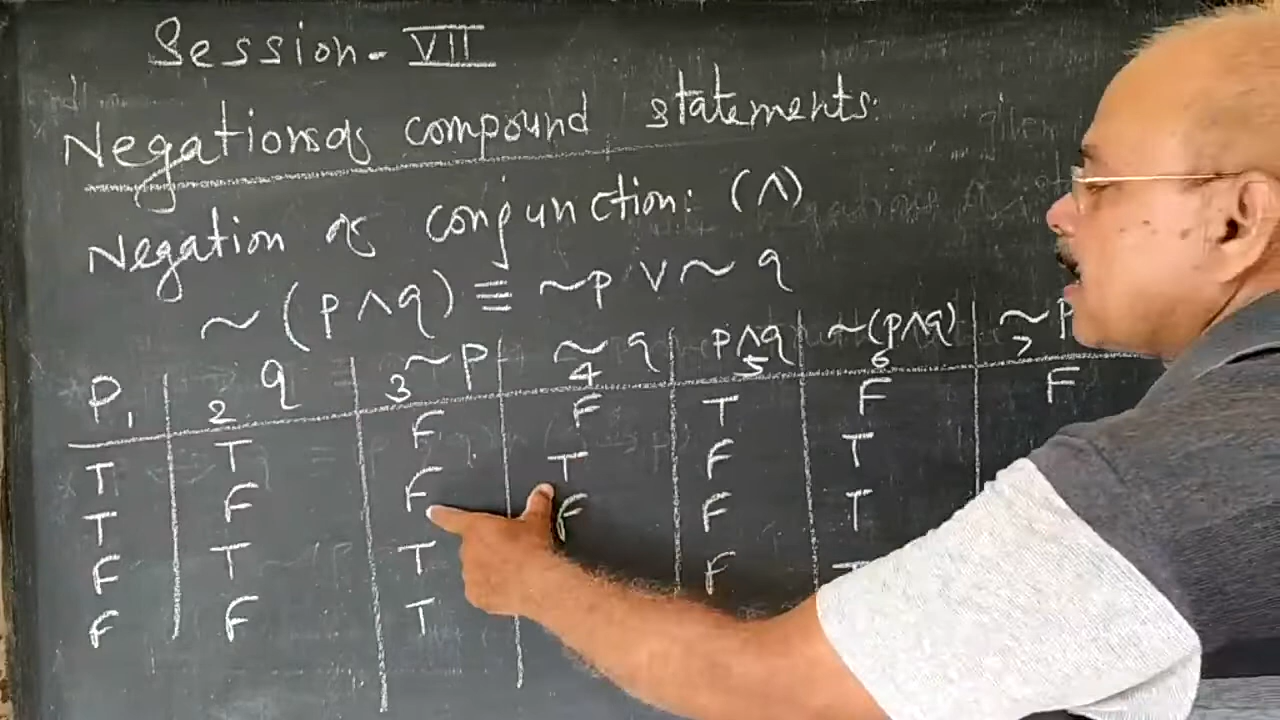 Session - VII
Negations of compound statements.
Negation of conjunction: (∧)
~(p∧q) ≡ ~p ∨ ~q
P 1 | 2 q | 3 ~p | ~q 4 | p∧q 5 | ~(p∧q) 6 | ~p 7
T | T | F | F | T | F | F
T | F | F | T | F | T
F | T | T | F | F | T
F | F | T | F